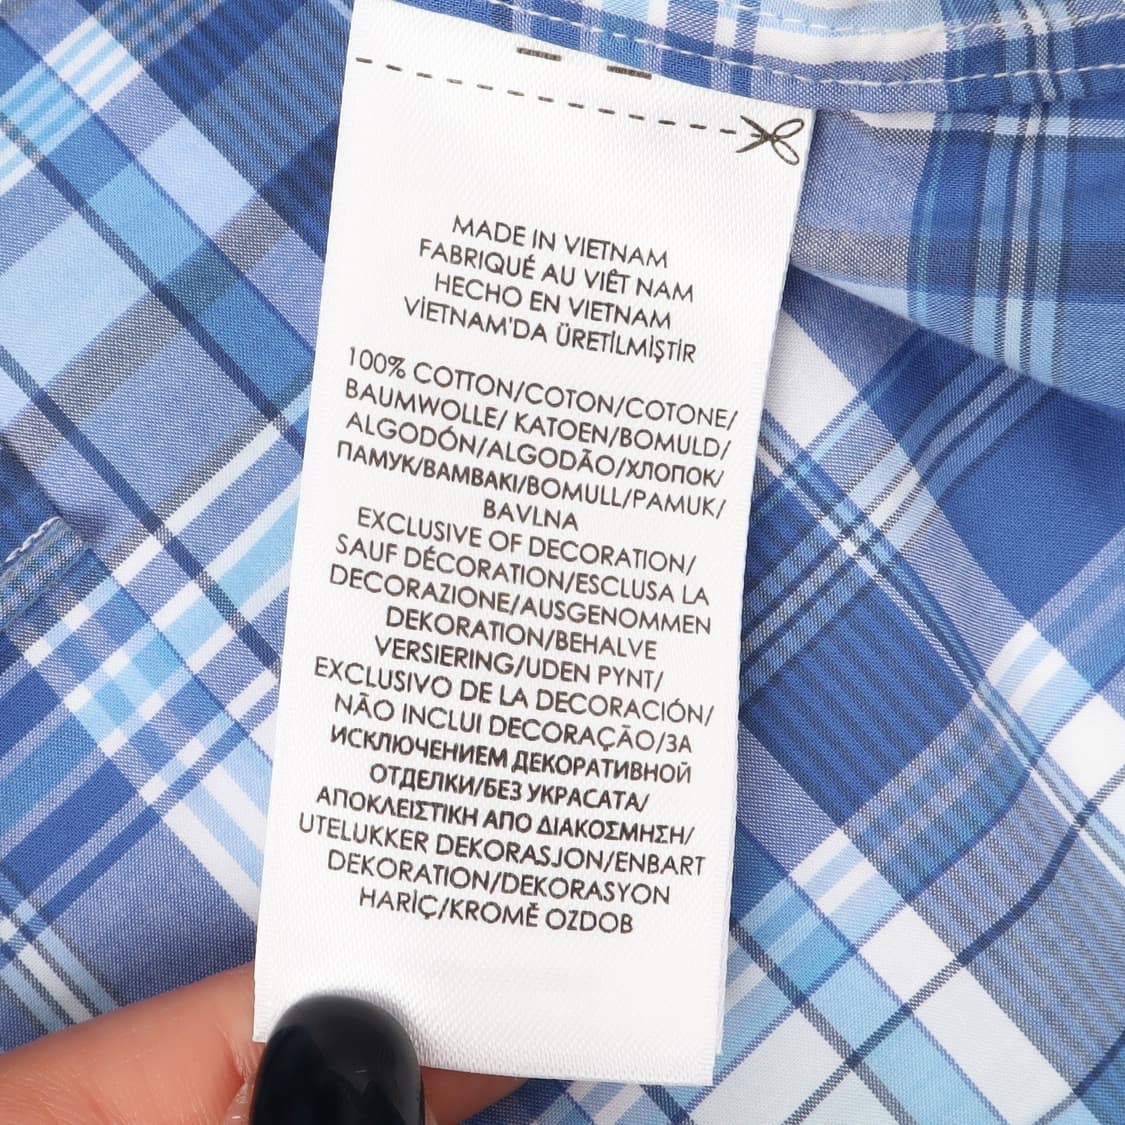 MADE IN VIETNAM
FABRIQUÉ AU VIÊT NAM
HECHO EN VIETNAM
VİETNAM'DA ÜRETİLMİŞTİR
100% COTTON/COTON/COTONE/
BAUMWOLLE/ KATOEN/BOMULD/
ALGODÓN/ALGODÃO/ХЛОПОК/
ПАМУК/ΒΑΜΒΑΚΙ/BOMULL/PAMUK/
BAVLNA
EXCLUSIVE OF DECORATION/
SAUF DÉCORATION/ESCLUSA LA
DECORAZIONE/AUSGENOMMEN
DEKORATION/BEHALVE
VERSIERING/UDEN PYNT/
EXCLUSIVO DE LA DECORACIÓN/
NÃO INCLUI DECORAÇÃO/ЗА
ИСКЛЮЧЕНИЕМ ДЕКОРАТИВНОЙ
ОТДЕЛКИ/БЕЗ УКРАСАТА/
ΑΠΟΚΛΕΙΣΤΙΚΗ ΑΠΟ ΔΙΑΚΟΣΜΗΣΗ/
UTELUKKER DEKORASJON/ENBART
DEKORATION/DEKORASYON
HARİÇ/KROMĚ OZDOB